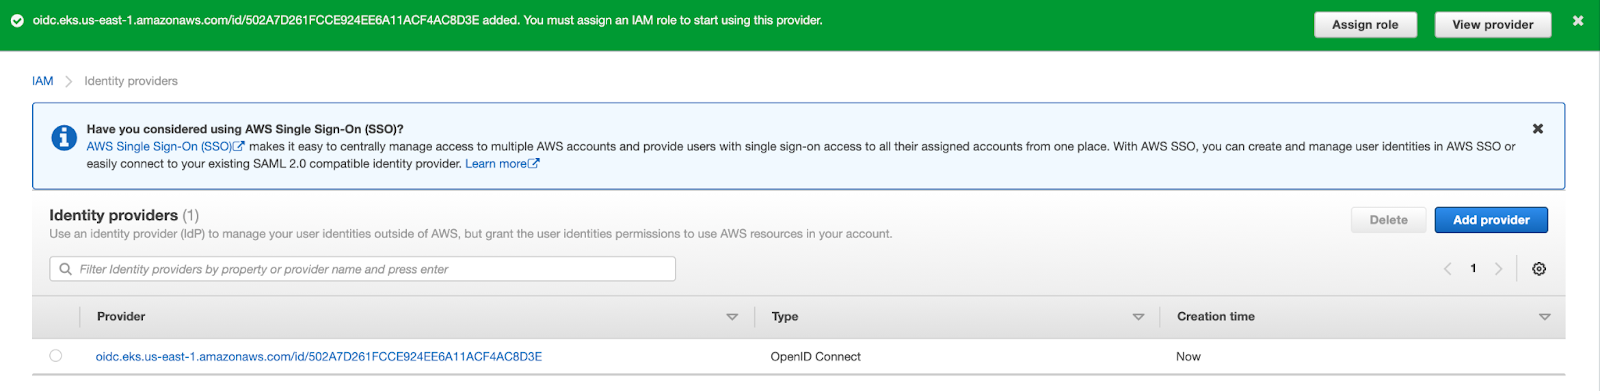 oidc.eks.us-east-1.amazonaws.com/id/502A7D261FCCE924EE6A11ACF4AC8D3E added. You must assign an IAM role to start using this provider.
Assign role
View provider
IAM
Identity providers
Have you considered using AWS Single Sign-On (SSO)?
AWS Single Sign-On (SSO) makes it easy to centrally manage access to multiple AWS accounts and provide users with single sign-on access to all their assigned accounts from one place. With AWS SSO, you can create and manage user identities in AWS SSO or
easily connect to your existing SAML 2.0 compatible identity provider. Learn more
Identity providers (1)
Use an identity provider (IdP) to manage your user identities outside of AWS, but grant the user identities permissions to use AWS resources in your account.
Delete
Add provider
Filter Identity providers by property or provider name and press enter
1
Provider
Type
Creation time
oidc.eks.us-east-1.amazonaws.com/id/502A7D261FCCE924EE6A11ACF4AC8D3E
OpenID Connect
Now